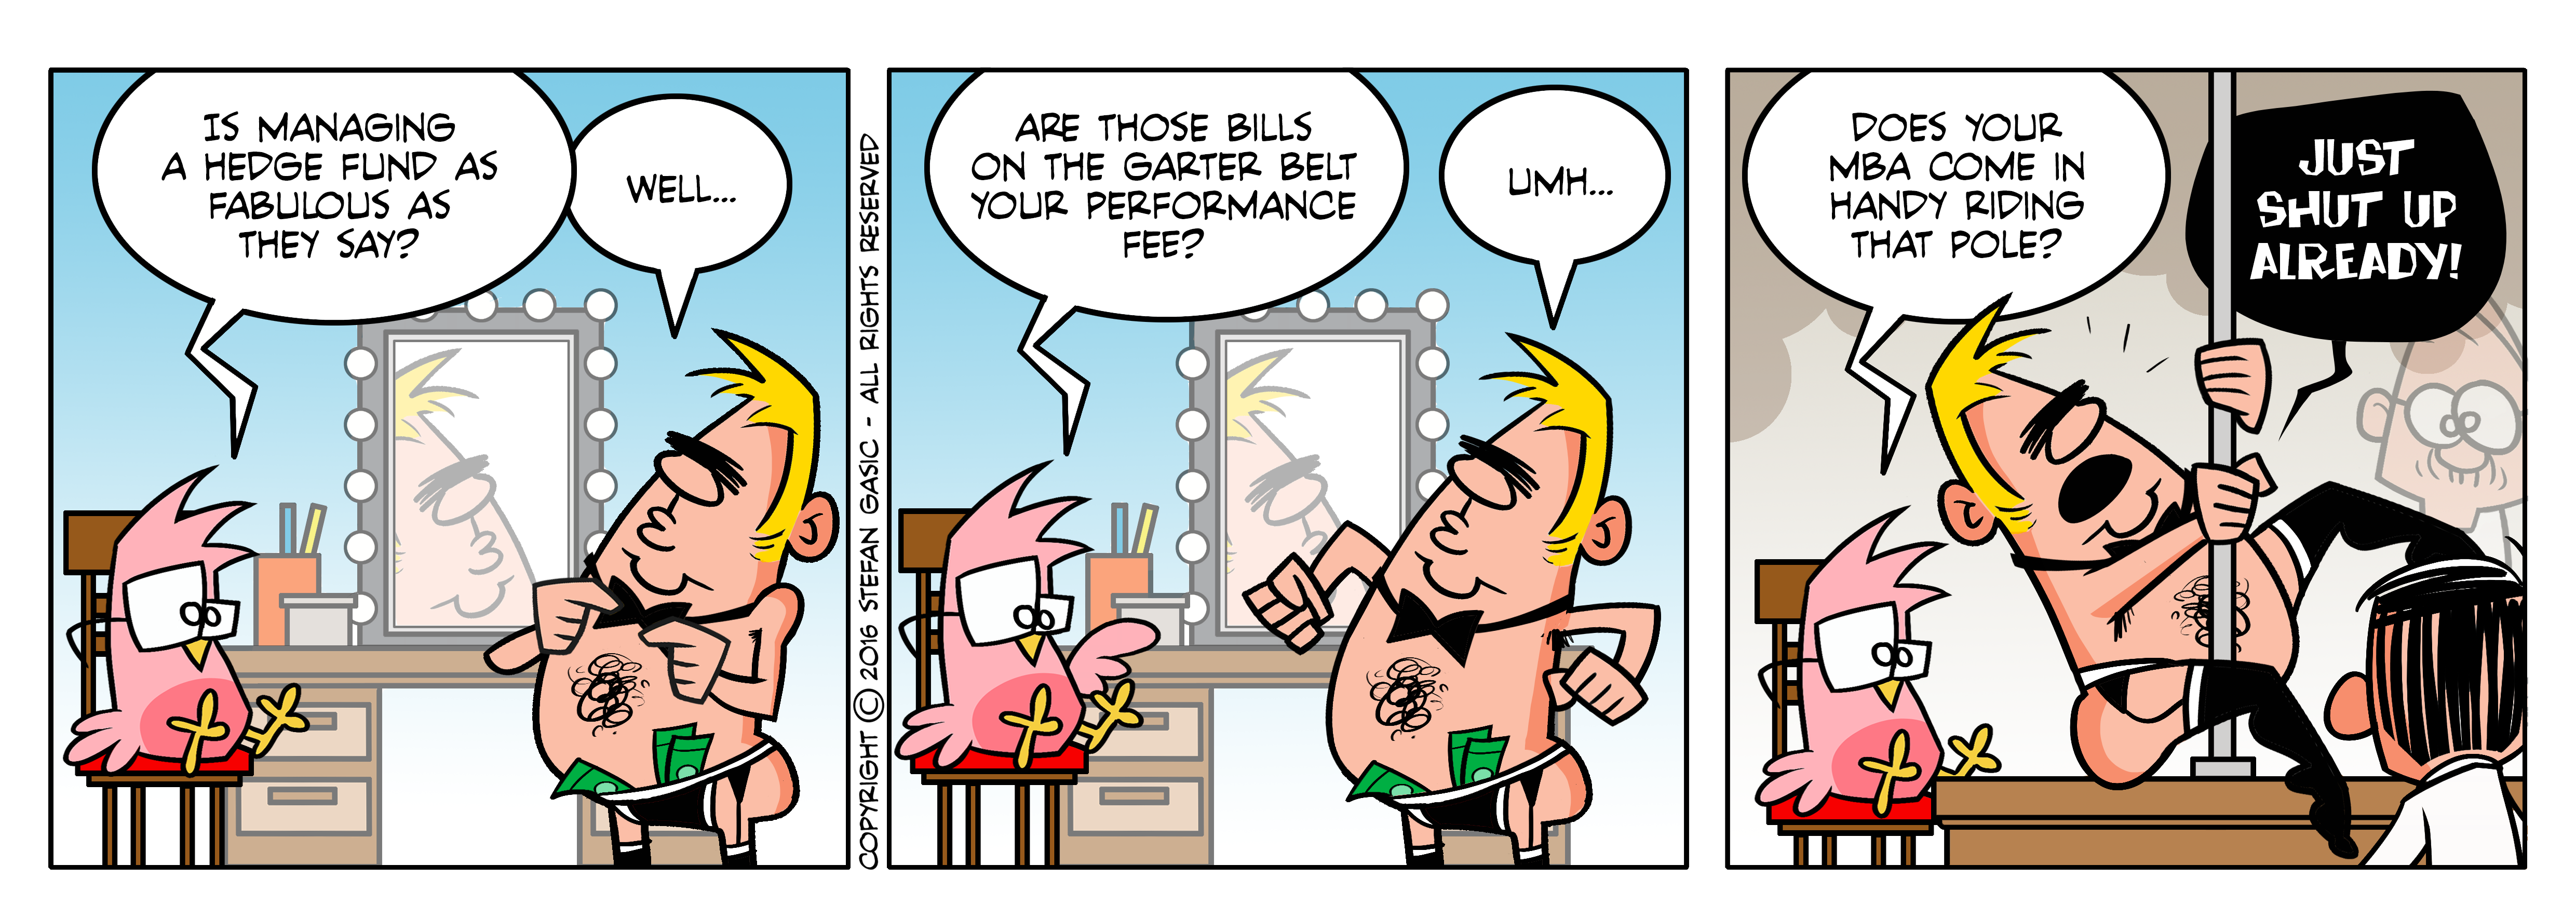 IS MANAGING
A HEDGE FUND AS
FABULOUS AS
THEY SAY?
WELL...
COPYRIGHT © 2016 STEFAN GASIC - ALL RIGHTS RESERVED
ARE THOSE BILLS
ON THE GARTER BELT
YOUR PERFORMANCE
FEE?
UMH...
DOES YOUR
MBA COME IN
HANDY RIDING
THAT POLE?
JUST
SHUT UP
ALREADY!